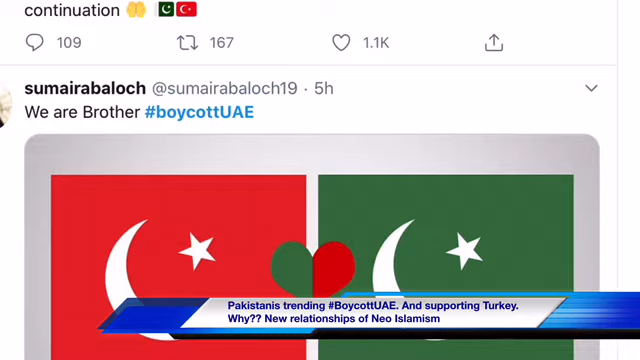 continuation 🤲 🇵🇰🇹🇷
109 167 1.1K
sumairabaloch @sumairabaloch19 · 5h
We are Brother #boycottUAE
Pakistanis trending #BoycottUAE. And supporting Turkey.
Why?? New relationships of Neo Islamism